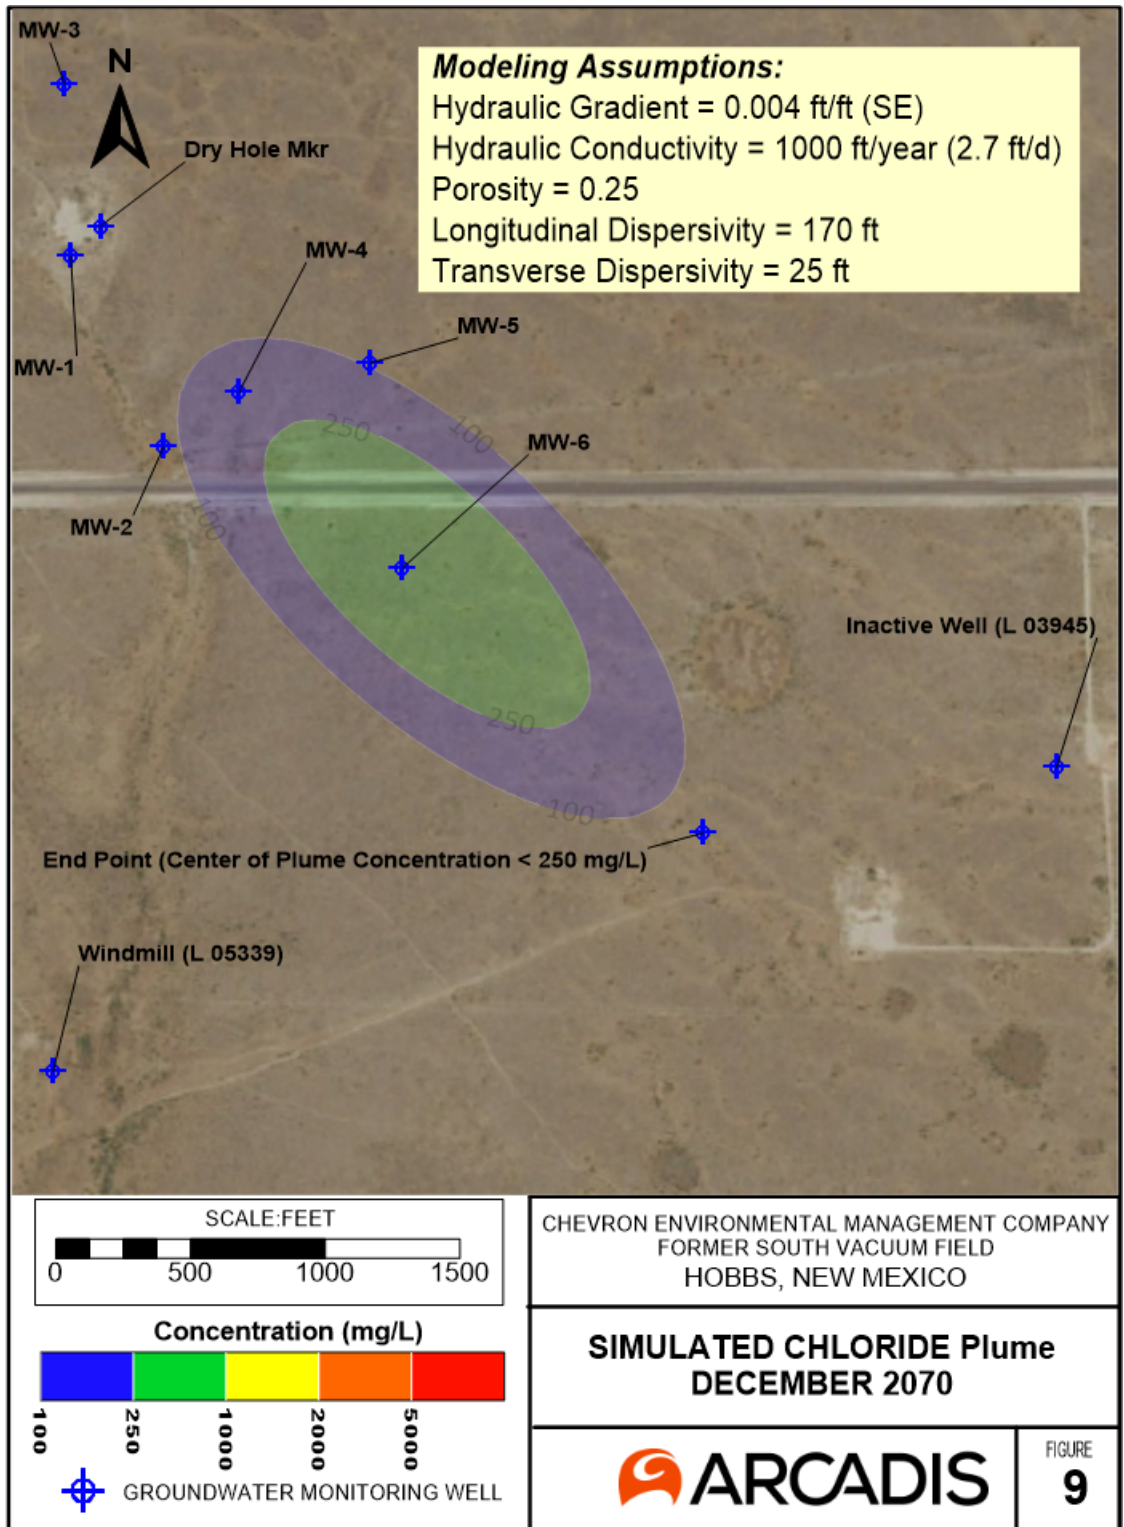 MW-3
N
Modeling Assumptions:
Hydraulic Gradient = 0.004 ft/ft (SE)
Hydraulic Conductivity = 1000 ft/year (2.7 ft/d)
Porosity = 0.25
Longitudinal Dispersivity = 170 ft
Transverse Dispersivity = 25 ft
Dry Hole Mkr
MW-4
MW-5
MW-1
250
100
MW-6
100
MW-2
Inactive Well (L 03945)
250
100
End Point (Center of Plume Concentration < 250 mg/L)
Windmill (L 05339)
SCALE:FEET
0 500 1000 1500
Concentration (mg/L)
100 250 1000 2000 5000
GROUNDWATER MONITORING WELL
CHEVRON ENVIRONMENTAL MANAGEMENT COMPANY
FORMER SOUTH VACUUM FIELD
HOBBS, NEW MEXICO
SIMULATED CHLORIDE Plume
DECEMBER 2070
ARCADIS
FIGURE
9